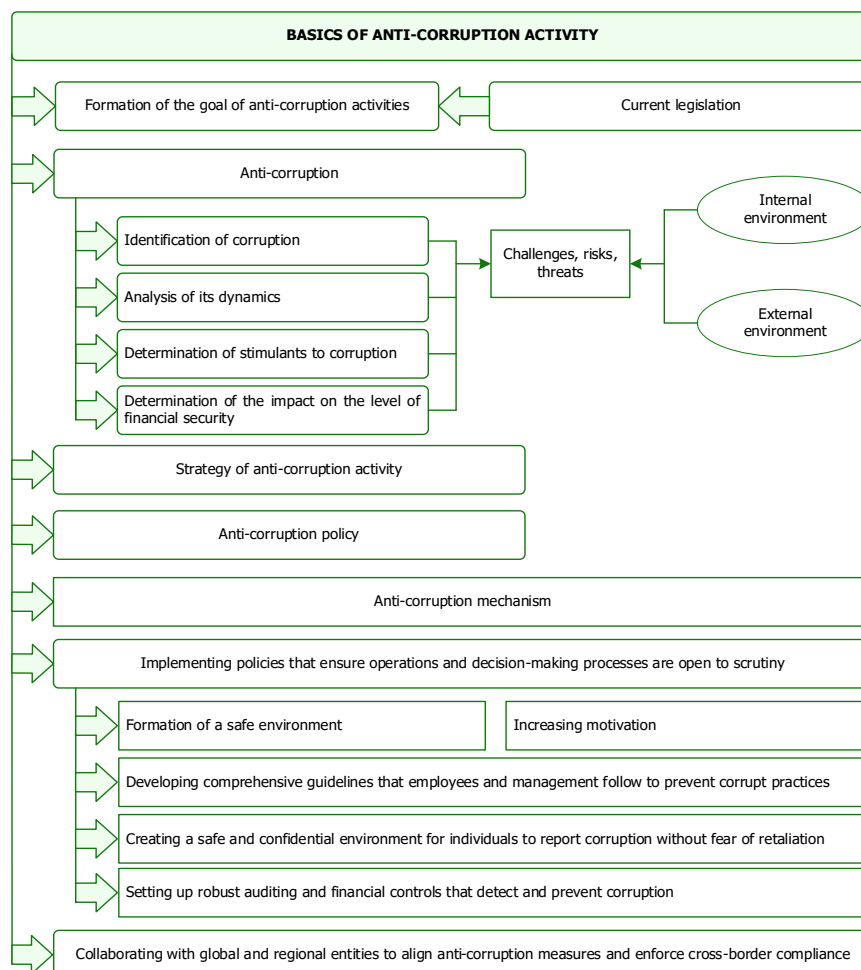 BASICS OF ANTI-CORRUPTION ACTIVITY
Formation of the goal of anti-corruption activities
Current legislation
Anti-corruption
Internal
environment
Identification of corruption
Challenges, risks,
threats
Analysis of its dynamics
External
environment
Determination of stimulants to corruption
Determination of the impact on the level of
financial security
Strategy of anti-corruption activity
Anti-corruption policy
Anti-corruption mechanism
Implementing policies that ensure operations and decision-making processes are open to scrutiny
Formation of a safe environment
Increasing motivation
Developing comprehensive guidelines that employees and management follow to prevent corrupt practices
Creating a safe and confidential environment for individuals to report corruption without fear of retaliation
Setting up robust auditing and financial controls that detect and prevent corruption
Collaborating with global and regional entities to align anti-corruption measures and enforce cross-border compliance